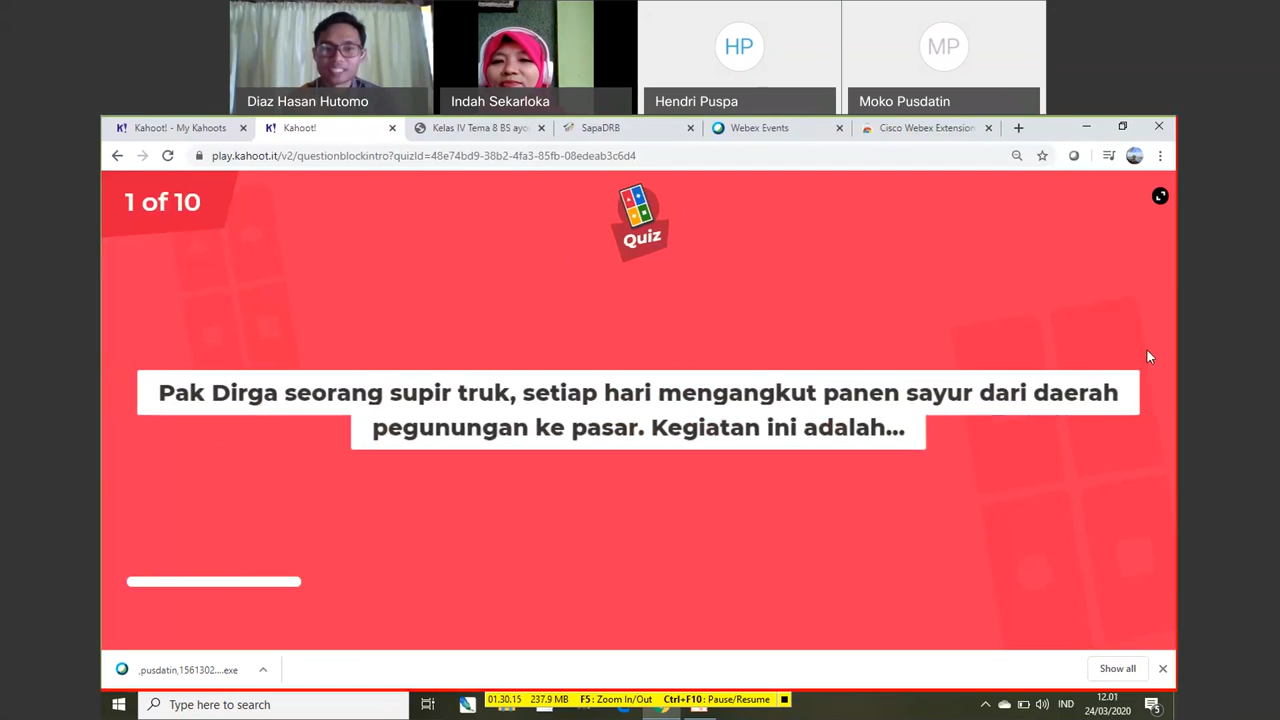 HP
MP
Diaz Hasan Hutomo
Indah Sekarloka
Hendri Puspa
Moko Pusdatin
K! Kahoot! - My Kahoots
K! Kahoot!
Kelas IV Tema 8 BS ayo
SapaDRB
Webex Events
Cisco Webex Extension
play.kahoot.it/v2/questionblockintro?quizId=48e74bd9-38b2-4fa3-85fb-08edeab3c6d4
1 of 10
Quiz
Pak Dirga seorang supir truk, setiap hari mengangkut panen sayur dari daerah
pegunungan ke pasar. Kegiatan ini adalah...
,pusdatin,1561302....exe
Show all
Type here to search
01.30.15 237.9 MB F5: Zoom In/Out Ctrl+F10: Pause/Resume
IND
12.01
24/03/2020
5